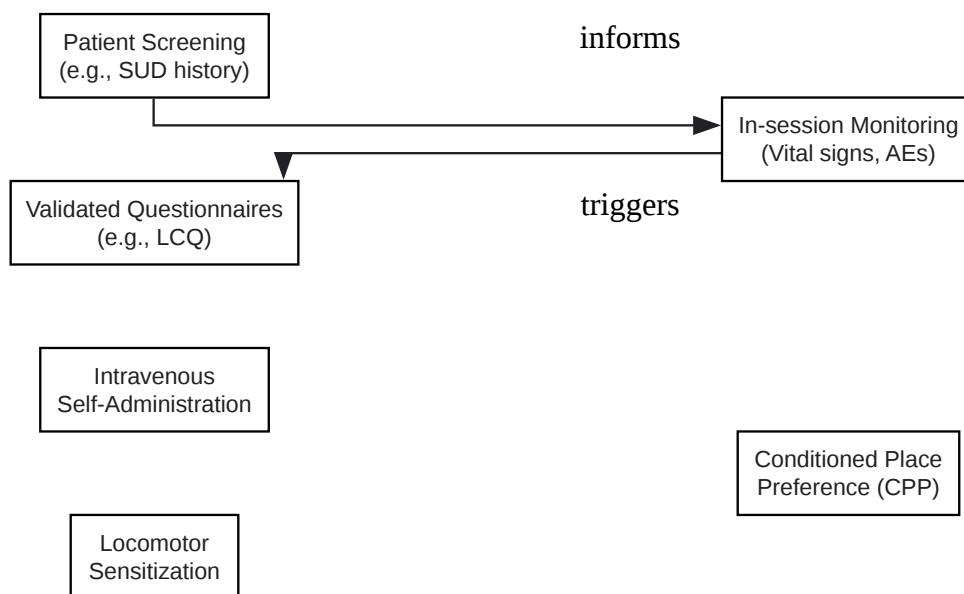 Patient Screening
(e.g., SUD history)
informs
In-session Monitoring
(Vital signs, AEs)
triggers
Validated Questionnaires
(e.g., LCQ)
Intravenous
Self-Administration
Conditioned Place
Preference (CPP)
Locomotor
Sensitization